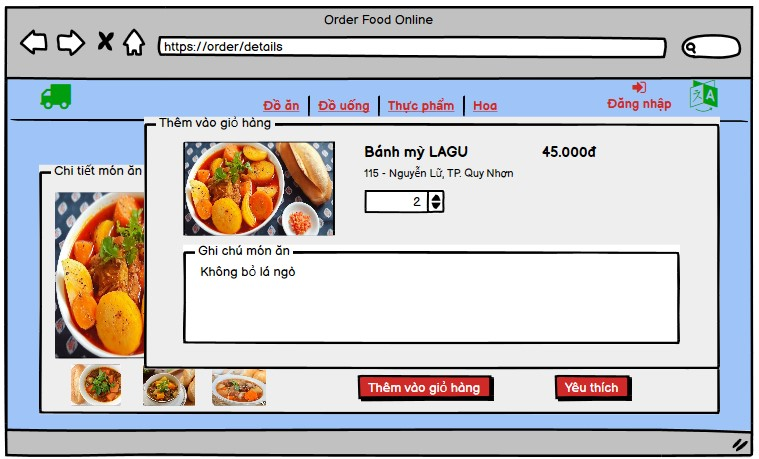 Order Food Online
https://order/details
Đồ ăn
Đồ uống
Thực phẩm
Hoa
Đăng nhập
A
Thêm vào giỏ hàng
Bánh mỳ LAGU
45.000đ
115 - Nguyễn Lữ, TP. Quy Nhơn
2
Chi tiết món ăn
Ghi chú món ăn
Không bỏ lá ngò
Thêm vào giỏ hàng
Yêu thích